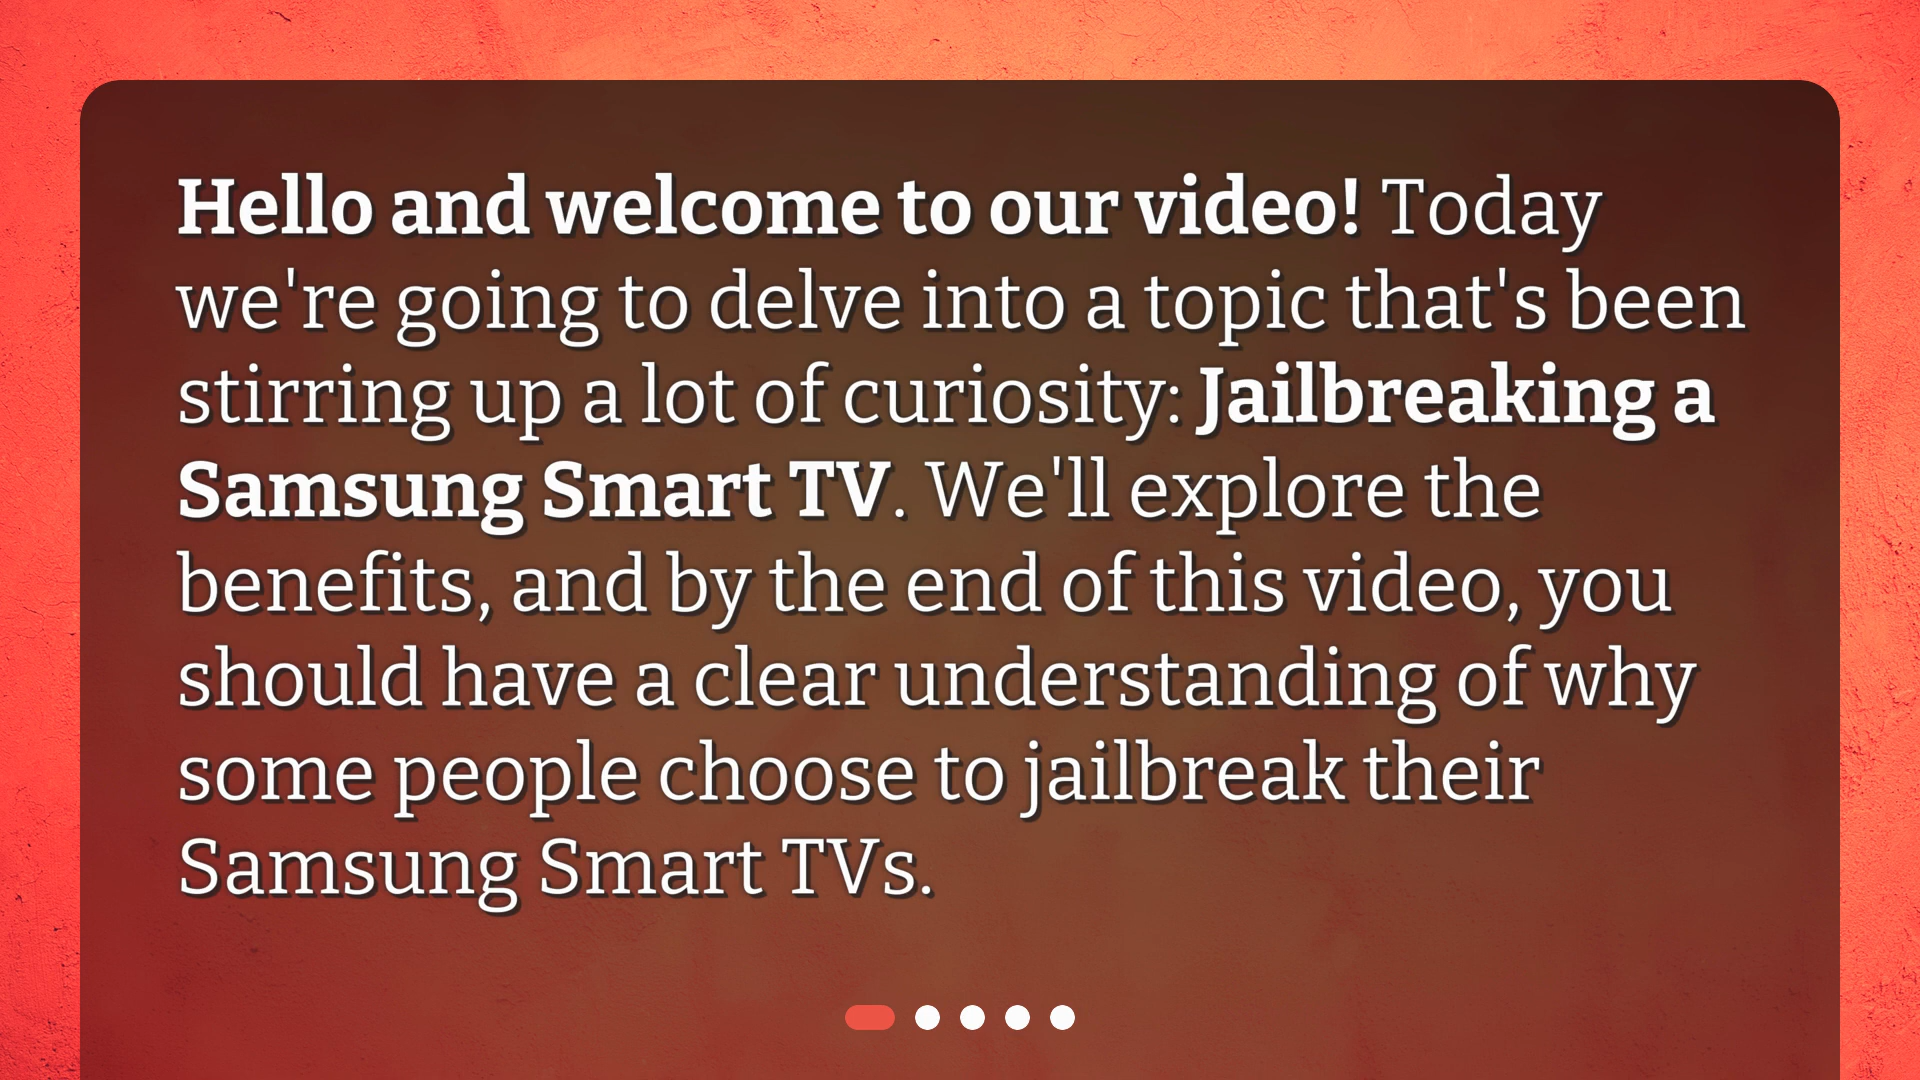 Hello and welcome to our video! Today
we're going to delve into a topic that's been
stirring up a lot of curiosity: Jailbreaking a
Samsung Smart TV. We'll explore the
benefits, and by the end of this video, you
should have a clear understanding of why
some people choose to jailbreak their
Samsung Smart TVs.